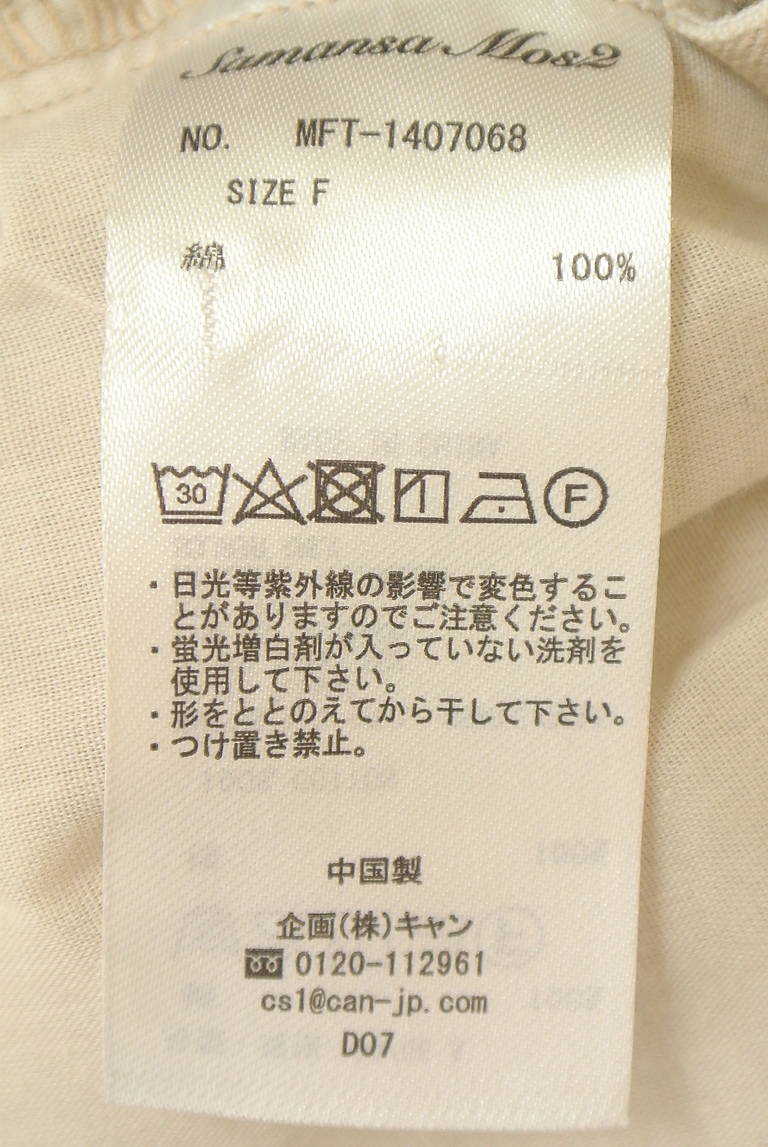 Samansa Mos2
NO. MFT-1407068
SIZE F
綿 100%
30 F
・日光等紫外線の影響で変色するこ
とがありますのでご注意ください。
・蛍光増白剤が入っていない洗剤を
使用して下さい。
・形をととのえてから干して下さい。
・つけ置き禁止。
中国製
企画(株)キャン
0120-112961
cs1@can-jp.com
D07